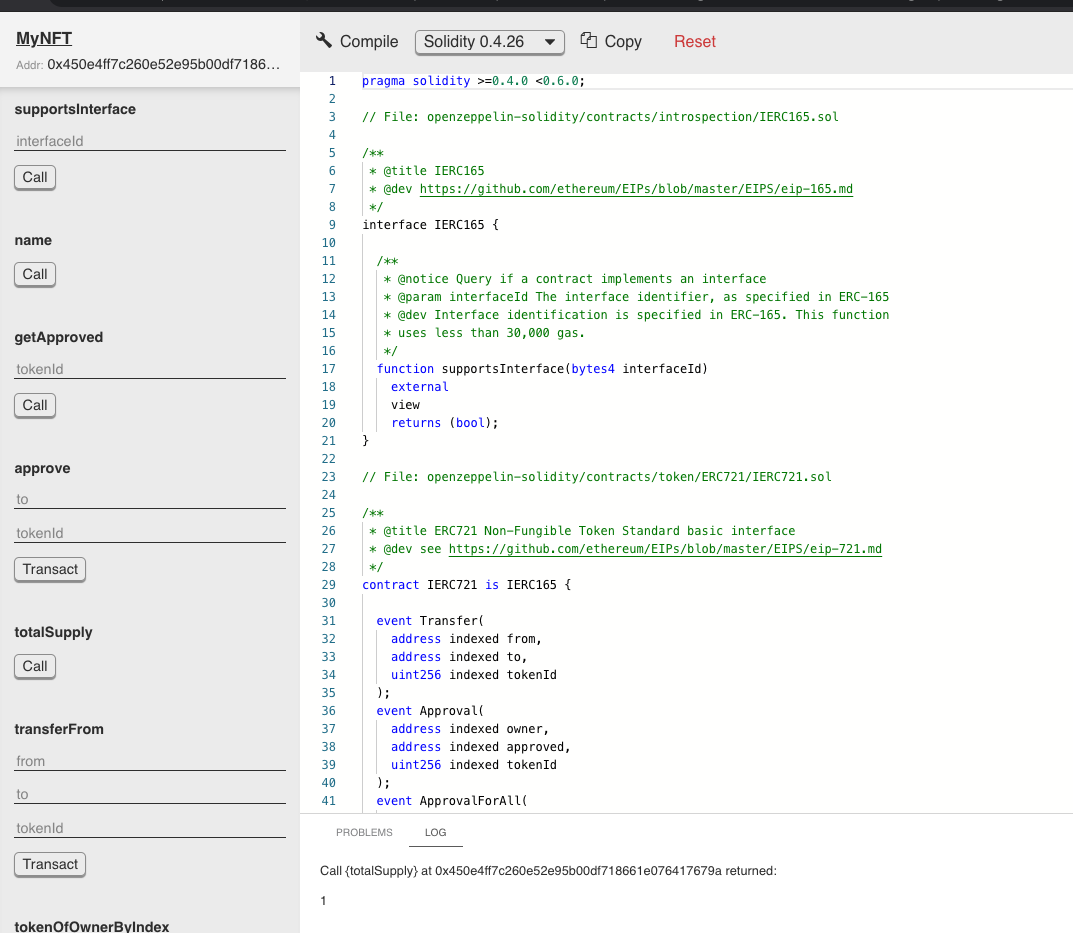 MyNFT
Addr: 0x450e4ff7c260e52e95b00df7186…
supportsInterface
interfaceId
Call
name
Call
getApproved
tokenId
Call
approve
to
tokenId
Transact
totalSupply
Call
transferFrom
from
to
tokenId
Transact
tokenOfOwnerByIndex
Compile Solidity 0.4.26 Copy Reset
1 pragma solidity >=0.4.0 <0.6.0;
2
3 // File: openzeppelin-solidity/contracts/introspection/IERC165.sol
4
5 /**
6  * @title IERC165
7  * @dev https://github.com/ethereum/EIPs/blob/master/EIPS/eip-165.md
8  */
9 interface IERC165 {
10
11   /**
12    * @notice Query if a contract implements an interface
13    * @param interfaceId The interface identifier, as specified in ERC-165
14    * @dev Interface identification is specified in ERC-165. This function
15    * uses less than 30,000 gas.
16    */
17   function supportsInterface(bytes4 interfaceId)
18     external
19     view
20     returns (bool);
21 }
22
23 // File: openzeppelin-solidity/contracts/token/ERC721/IERC721.sol
24
25 /**
26  * @title ERC721 Non-Fungible Token Standard basic interface
27  * @dev see https://github.com/ethereum/EIPs/blob/master/EIPS/eip-721.md
28  */
29 contract IERC721 is IERC165 {
30
31   event Transfer(
32     address indexed from,
33     address indexed to,
34     uint256 indexed tokenId
35   );
36   event Approval(
37     address indexed owner,
38     address indexed approved,
39     uint256 indexed tokenId
40   );
41   event ApprovalForAll(
PROBLEMS LOG
Call {totalSupply} at 0x450e4ff7c260e52e95b00df718661e076417679a returned:
1